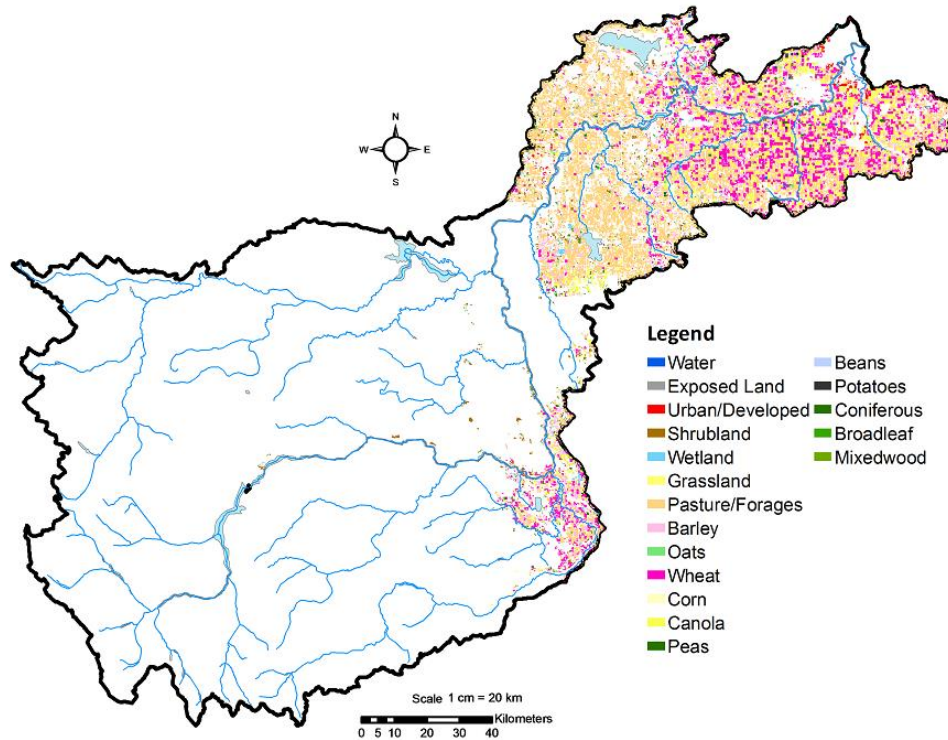 N
W E
S
Legend
Water
Exposed Land
Urban/Developed
Shrubland
Wetland
Grassland
Pasture/Forages
Barley
Oats
Wheat
Corn
Canola
Peas
Beans
Potatoes
Coniferous
Broadleaf
Mixedwood
Scale 1 cm = 20 km
Kilometers
0 5 10 20 30 40